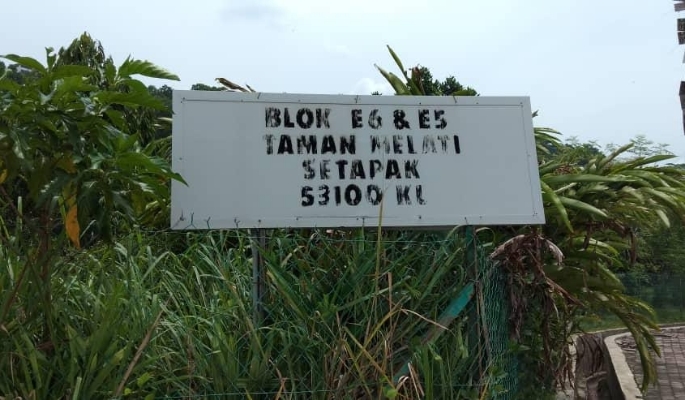 BLOK E6 & E5
TAMAN MELATI
SETAPAK
53100 KL